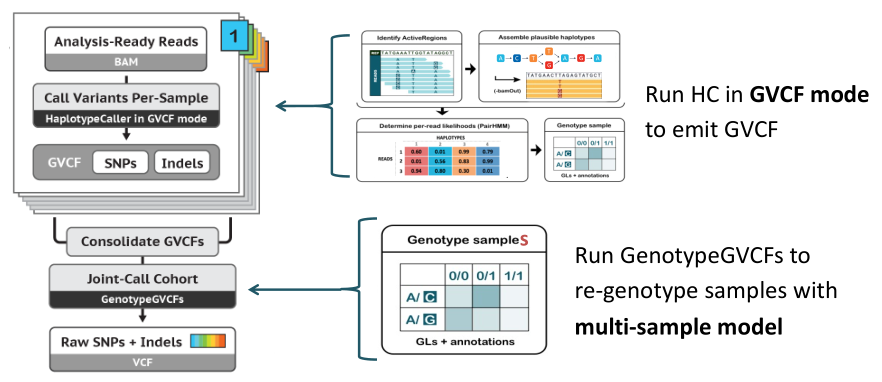 Analysis-Ready Reads
BAM
1
Call Variants Per-Sample
HaplotypeCaller in GVCF mode
GVCF
SNPs
Indels
Consolidate GVCFs
Joint-Call Cohort
GenotypeGVCFs
Raw SNPs + Indels
VCF
Identify ActiveRegions
READS
Assemble plausible haplotypes
A C T A G A
G
TATGAACTTAGAGTATGCT
(-bamOut)
Determine per-read likelihoods (PairHMM)
HAPLOTYPES
1 2 3 4
READS
1 0.60 0.01 0.99 0.79
2 0.01 0.56 0.83 0.99
3 0.94 0.80 0.30 0.01
Genotype sample
0/0 0/1 1/1
A/ C
A/ G
GLs + annotations
Run HC in GVCF mode
to emit GVCF
Genotype sampleS
0/0 0/1 1/1
A/ C
A/ G
GLs + annotations
Run GenotypeGVCFs to
re-genotype samples with
multi-sample model